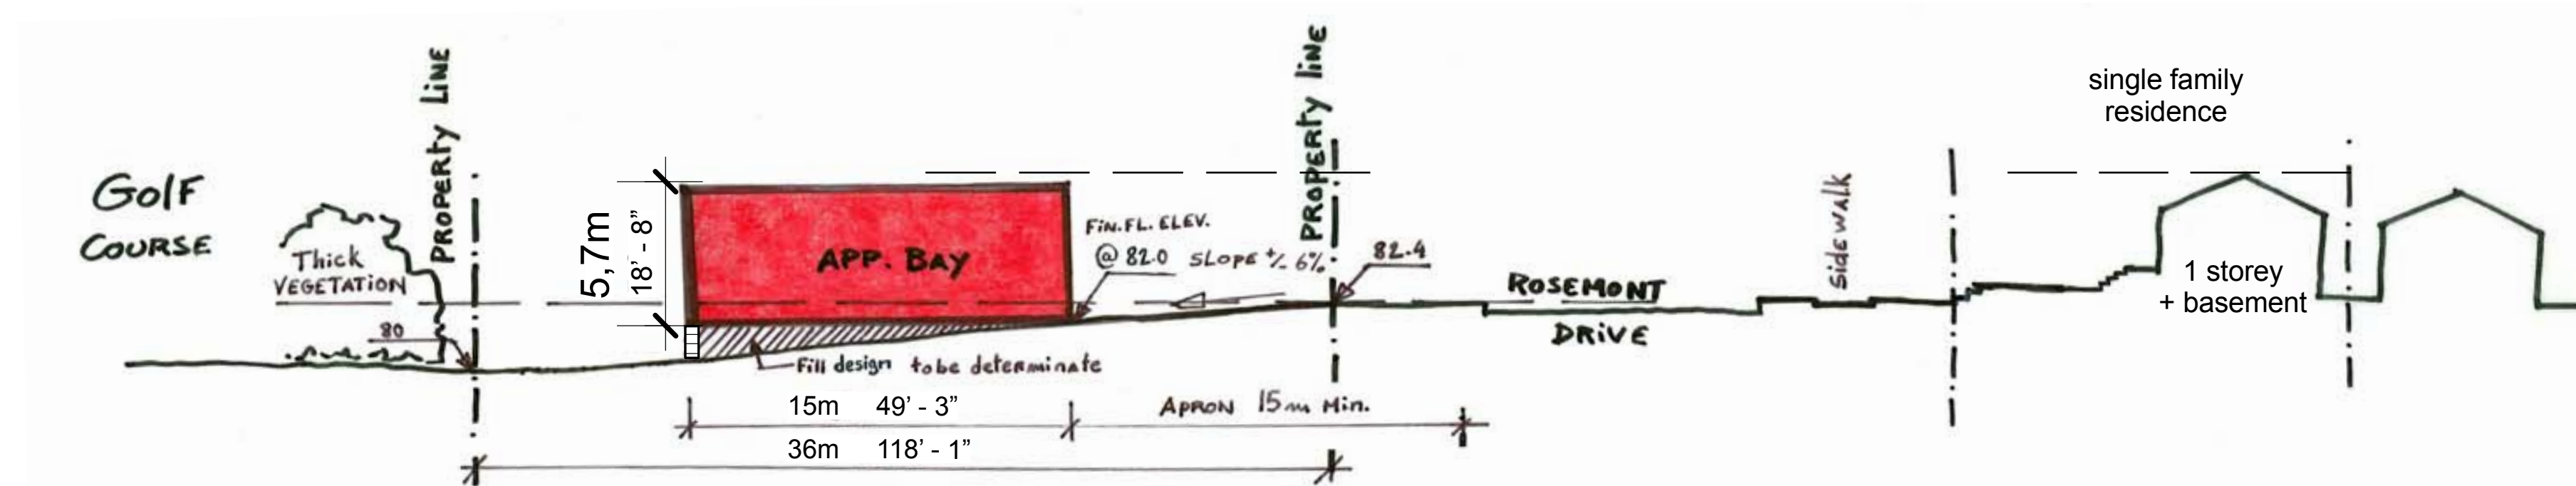 GOLF
COURSE
Thick
VEGETATION
80
PROPERTY LINE
5,7m
18' - 8”
APP. BAY
FIN. FL. ELEV.
@ 82.0 SLOPE +/- 6%
PROPERTY LINE
82.4
Fill design to be determinate
15m 49’ - 3”
APRON 15m Min.
36m 118’ - 1”
ROSEMONT
DRIVE
sidewalk
single family
residence
1 storey
+ basement